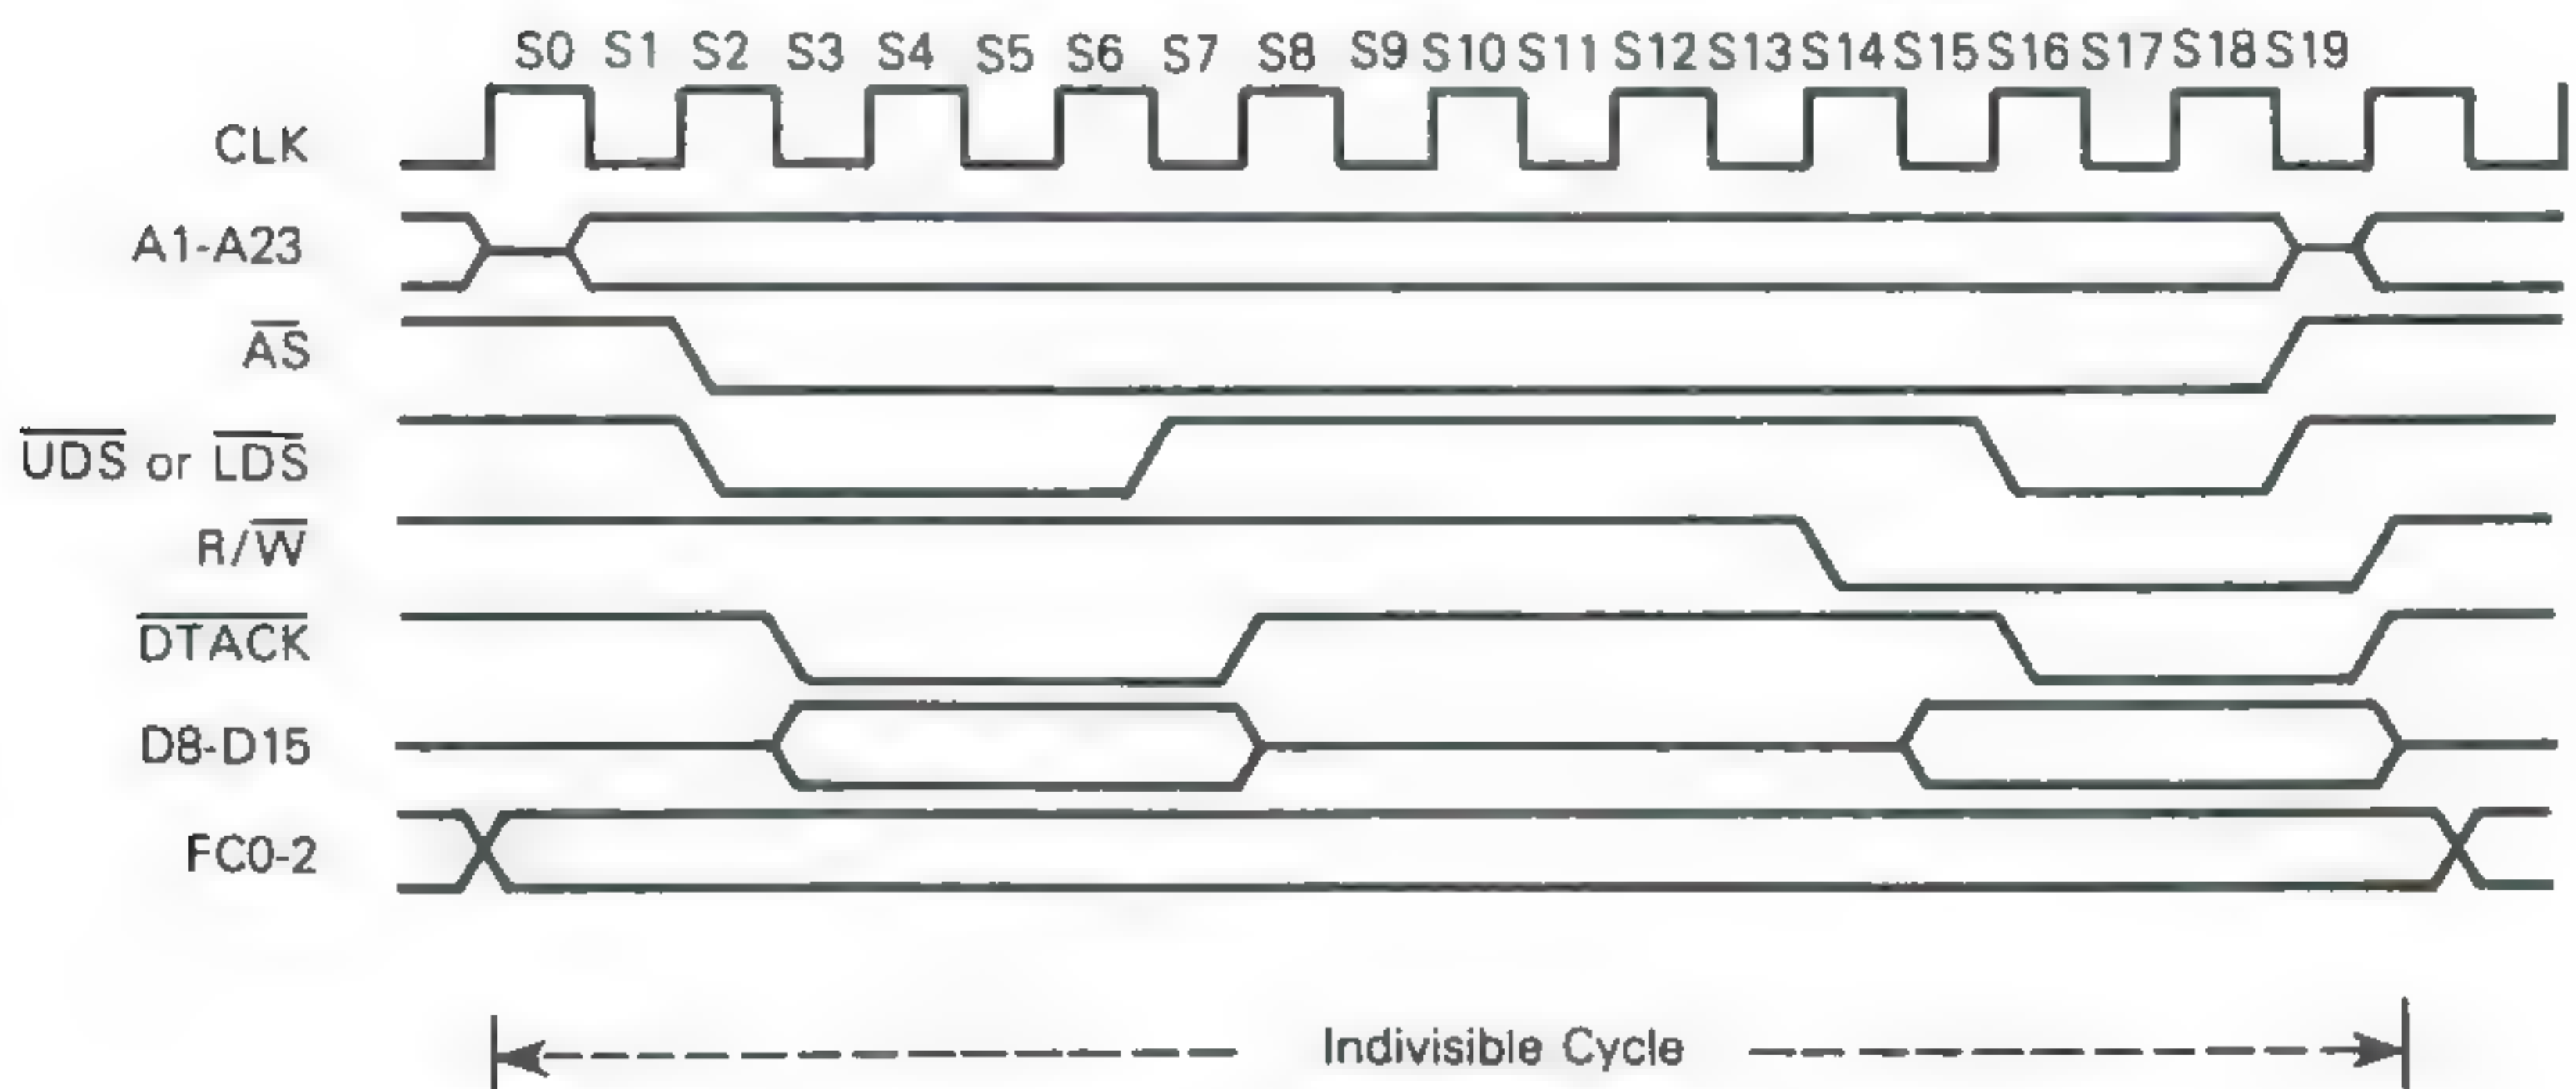 S0 S1 S2 S3 S4 S5 S6 S7 S8 S9 S10 S11 S12 S13 S14 S15 S16 S17 S18 S19
CLK
A1-A23
AS
UDS or LDS
R/W
DTACK
D8-D15
FC0-2
Indivisible Cycle